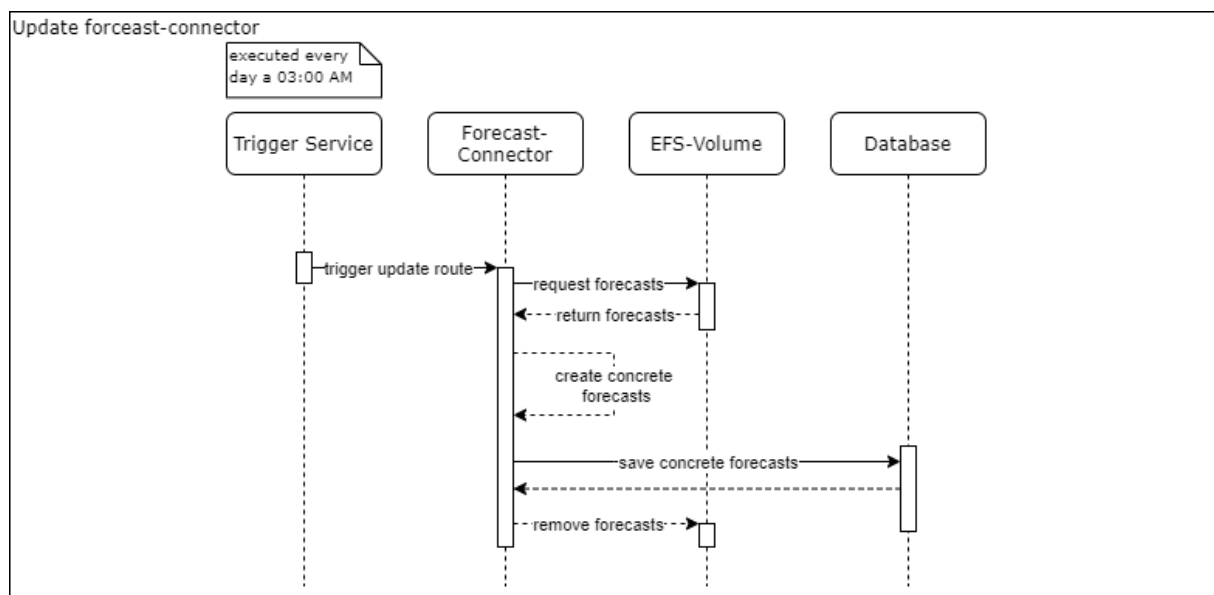 Update forceast-connector
executed every
day a 03:00 AM
Trigger Service
Forecast-
Connector
EFS-Volume
Database
trigger update route
request forecasts
return forecasts
create concrete
forecasts
save concrete forecasts
remove forecasts